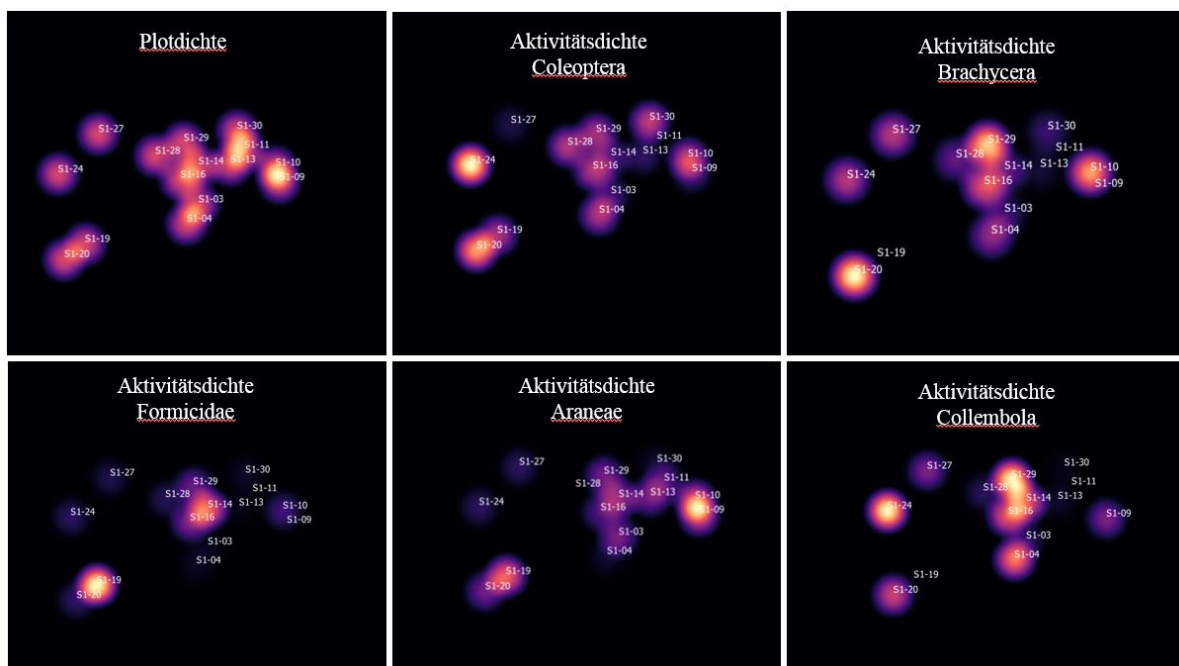 Plotdichte
S1-27
S1-30
S1-29
S1-11
S1-28
S1-14
S1-13
S1-10
S1-24
S1-16
S1-09
S1-03
S1-04
S1-19
S1-20
Aktivitätsdichte
Coleoptera
S1-27
S1-30
S1-29
S1-11
S1-28
S1-14
S1-13
S1-10
S1-24
S1-16
S1-09
S1-03
S1-04
S1-19
S1-20
Aktivitätsdichte
Brachycera
S1-27
S1-30
S1-29
S1-11
S1-28
S1-14
S1-13
S1-10
S1-24
S1-16
S1-09
S1-03
S1-04
S1-19
S1-20
Aktivitätsdichte
Formicidae
S1-27
S1-30
S1-29
S1-11
S1-28
S1-14
S1-13
S1-10
S1-24
S1-16
S1-09
S1-03
S1-04
S1-19
S1-20
Aktivitätsdichte
Araneae
S1-27
S1-30
S1-29
S1-11
S1-28
S1-14
S1-13
S1-10
S1-24
S1-16
S1-09
S1-03
S1-04
S1-19
S1-20
Aktivitätsdichte
Collembola
S1-27
S1-30
S1-29
S1-11
S1-28
S1-14
S1-13
S1-24
S1-16
S1-09
S1-03
S1-04
S1-19
S1-20